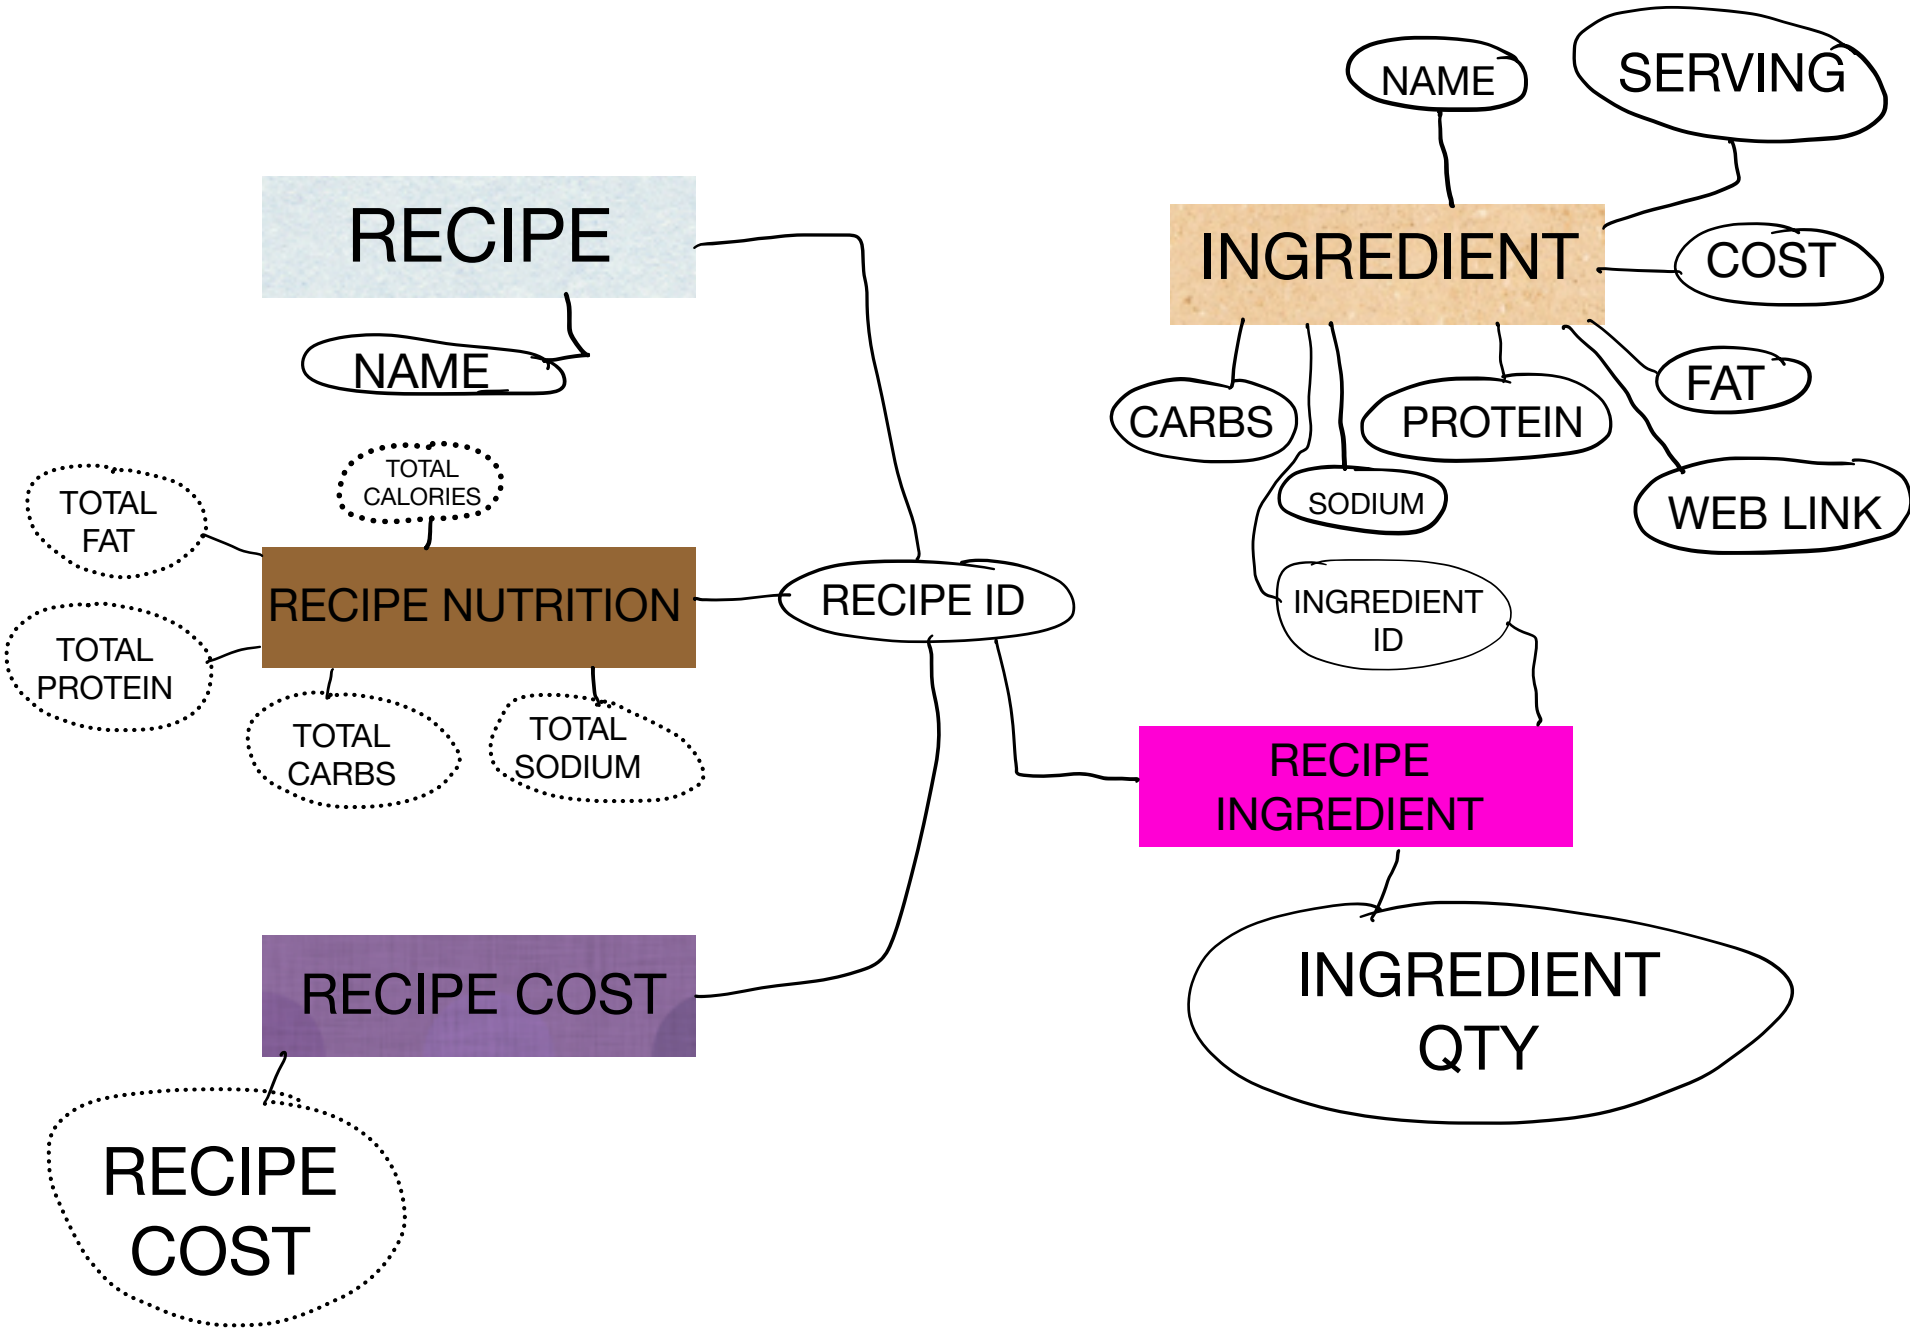 NAME
SERVING
RECIPE
INGREDIENT
COST
NAME
FAT
CARBS
PROTEIN
SODIUM
WEB LINK
TOTAL
CALORIES
TOTAL
FAT
RECIPE NUTRITION
RECIPE ID
INGREDIENT
ID
TOTAL
PROTEIN
TOTAL
CARBS
TOTAL
SODIUM
RECIPE
INGREDIENT
RECIPE COST
INGREDIENT
QTY
RECIPE
COST